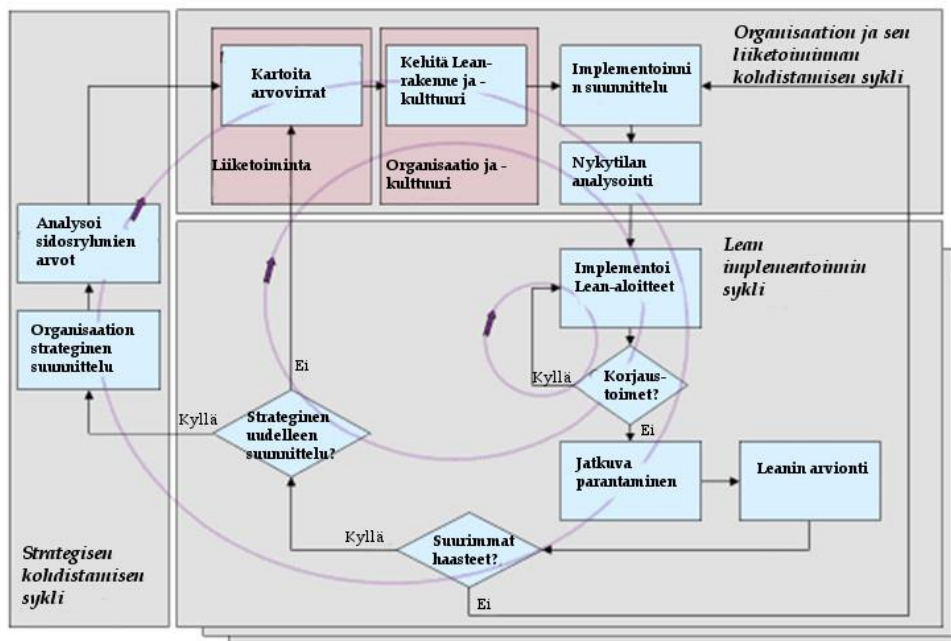 Organisaation ja sen
liiketoiminnan
kohdistamisen sykli
Kartoita
arvovirrat
Kehitä Lean-
rakenne ja -
kulttuuri
Implementoinni
n suunnittelu
Liiketoiminta
Organisaatio ja -
kulttuuri
Nykytilan
analysointi
Analysoi
sidosryhmien
arvot
Organisaation
strateginen
suunnittelu
Lean
implementoinnin
sykli
Implementoi
Lean-aloitteet
Kyllä
Korjaus-
toimet?
Ei
Ei
Kyllä
Strateginen
uudelleen
suunnittelu?
Jatkuva
parantaminen
Leanin arvionti
Kyllä
Suurimmat
haasteet?
Ei
Strategisen
kohdistamisen
sykli